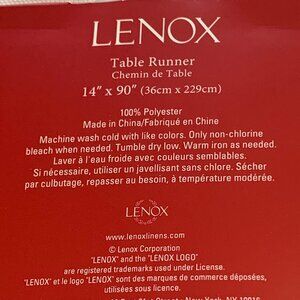 LENOX
Table Runner
Chemin de Table
14" x 90" (36cm x 229cm)
100% Polyester
Made in China/Fabriqué en Chine
Machine wash cold with like colors. Only non-chlorine
bleach when needed. Tumble dry low. Warm iron as needed.
Laver à l'eau froide avec couleurs semblables.
Si nécessaire, utiliser un javellisant sans chlore. Sécher
par culbutage, repasser au besoin, à température modérée.
LENOX
www.lenoxlinens.com
© Lenox Corporation
"LENOX" and the "LENOX LOGO"
are registered trademarks used under License.
"LENOX" et le logo "LENOX" sont des marques de commerce déposées,
utilisées sous licence.
New York, NY 10016